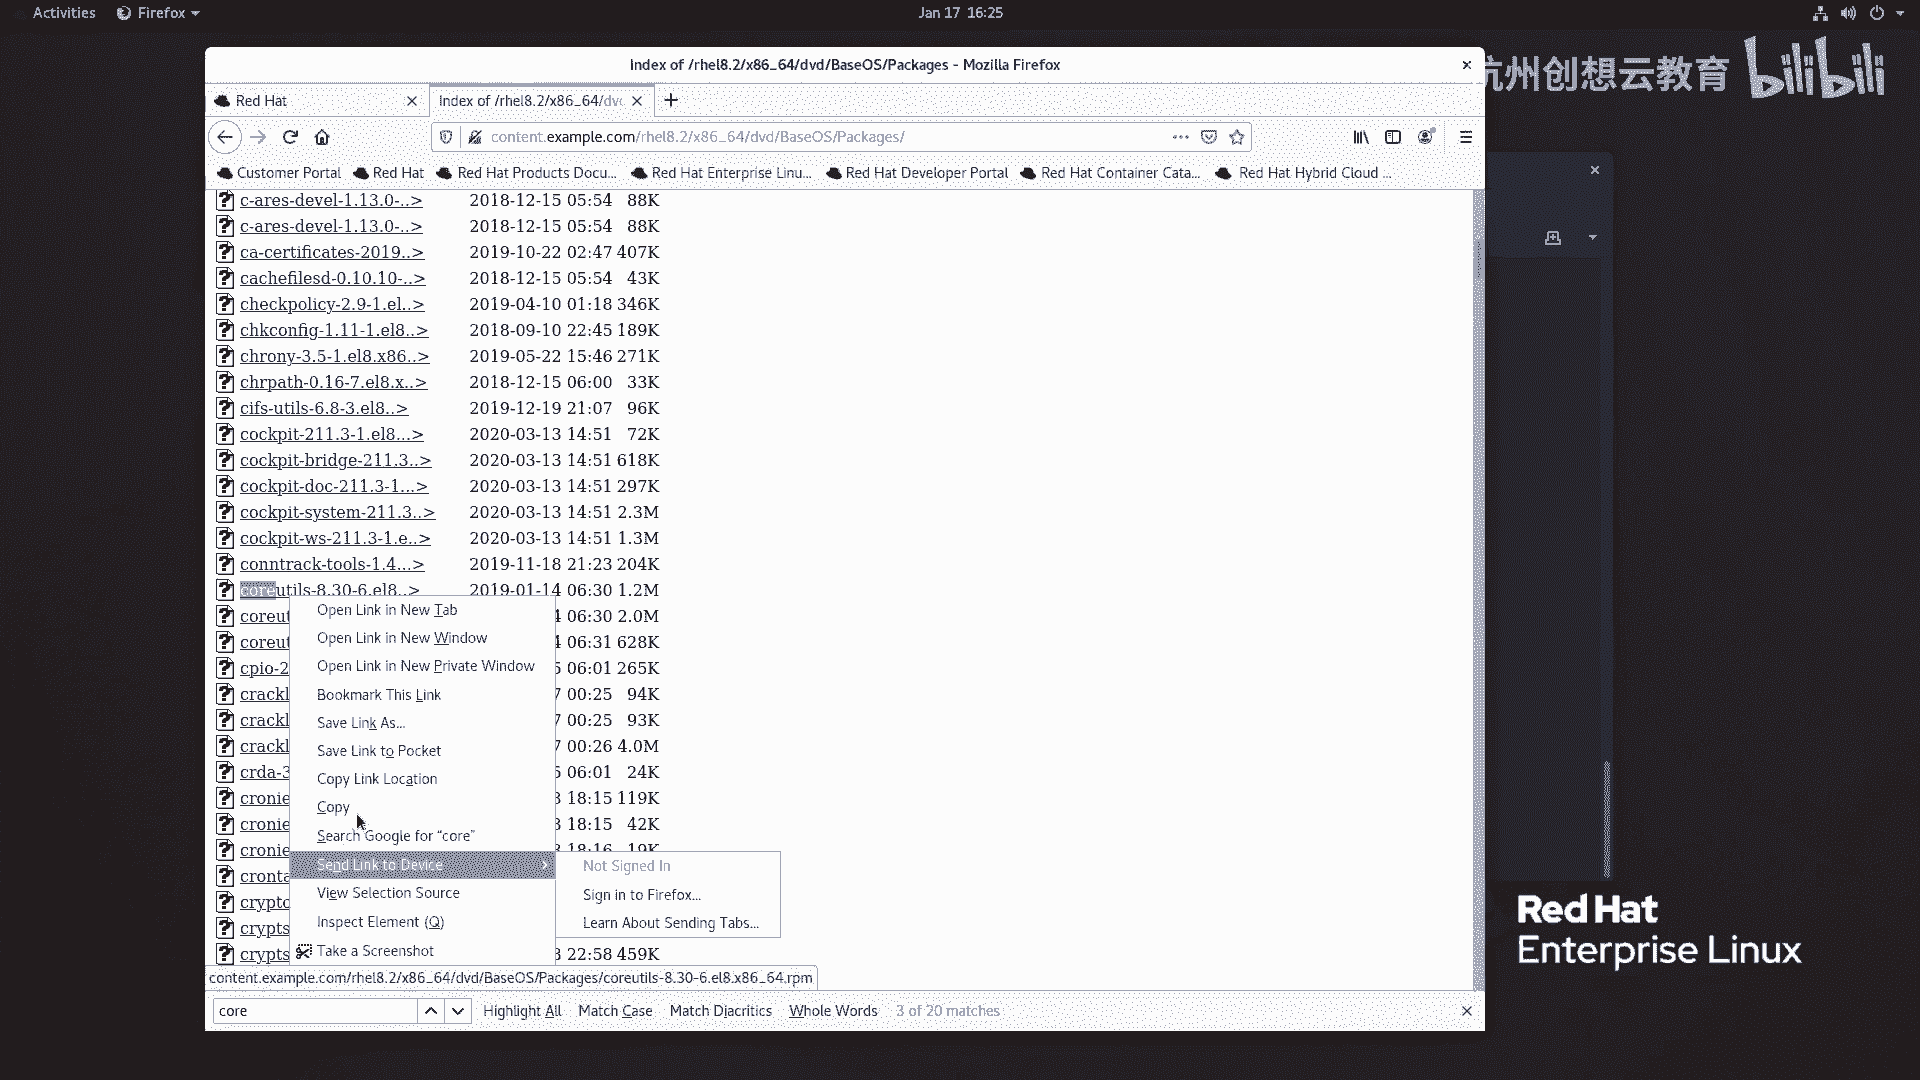 Activities
Firefox
Jan 17 16:25
Index of /rhel8.2/x86_64/dvd/BaseOS/Packages - Mozilla Firefox
杭州创想云教育 bilibili
Red Hat
Index of /rhel8.2/x86_64/dvd
content.example.com/rhel8.2/x86_64/dvd/BaseOS/Packages/
Customer Portal Red Hat Red Hat Products Docu... Red Hat Enterprise Linu... Red Hat Developer Portal Red Hat Container Cata... Red Hat Hybrid Cloud ...
c-ares-devel-1.13.0-..> 2018-12-15 05:54 88K
c-ares-devel-1.13.0-..> 2018-12-15 05:54 88K
ca-certificates-2019..> 2019-10-22 02:47 407K
cachefilesd-0.10.10-..> 2018-12-15 05:54 43K
checkpolicy-2.9-1.el..> 2019-04-10 01:18 346K
chkconfig-1.11-1.el8..> 2018-09-10 22:45 189K
chrony-3.5-1.el8.x86..> 2019-05-22 15:46 271K
chrpath-0.16-7.el8.x..> 2018-12-15 06:00 33K
cifs-utils-6.8-3.el8..> 2019-12-19 21:07 96K
cockpit-211.3-1.el8...> 2020-03-13 14:51 72K
cockpit-bridge-211.3..> 2020-03-13 14:51 618K
cockpit-doc-211.3-1...> 2020-03-13 14:51 297K
cockpit-system-211.3..> 2020-03-13 14:51 2.3M
cockpit-ws-211.3-1.e..> 2020-03-13 14:51 1.3M
conntrack-tools-1.4...> 2019-11-18 21:23 204K
coreutils-8.30-6.el8..> 2019-01-14 06:30 1.2M
coreut 4 06:30 2.0M
coreut 4 06:31 628K
cpio-2 5 06:01 265K
crackl 7 00:25 94K
crackl 7 00:25 93K
crackl 7 00:26 4.0M
crda-3 5 06:01 24K
cronie 3 18:15 119K
cronie 3 18:15 42K
cronie 3 18:16 19K
cronta
crypto
crypts
crypts 3 22:58 459K
Open Link in New Tab
Open Link in New Window
Open Link in New Private Window
Bookmark This Link
Save Link As...
Save Link to Pocket
Copy Link Location
Copy
Search Google for “core”
Send Link to Device
View Selection Source
Inspect Element (Q)
Take a Screenshot
Not Signed In
Sign in to Firefox...
Learn About Sending Tabs...
content.example.com/rhel8.2/x86_64/dvd/BaseOS/Packages/coreutils-8.30-6.el8.x86_64.rpm
core Highlight All Match Case Match Diacritics Whole Words 3 of 20 matches
Red Hat
Enterprise Linux